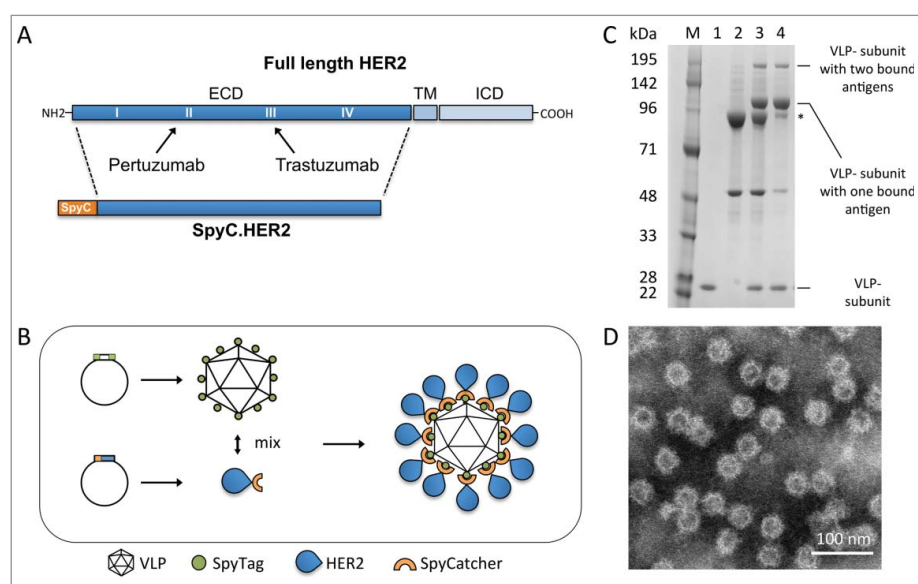 A
Full length HER2
ECD TM ICD
NH2- I II III IV -COOH
Pertuzumab Trastuzumab
SpyC
SpyC.HER2
B
mix
VLP SpyTag HER2 SpyCatcher
C
kDa M 1 2 3 4
195
142
96
71
48
33
28
22
VLP- subunit
with two bound
antigens
*
VLP- subunit
with one bound
antigen
VLP-
subunit
D
100 nm